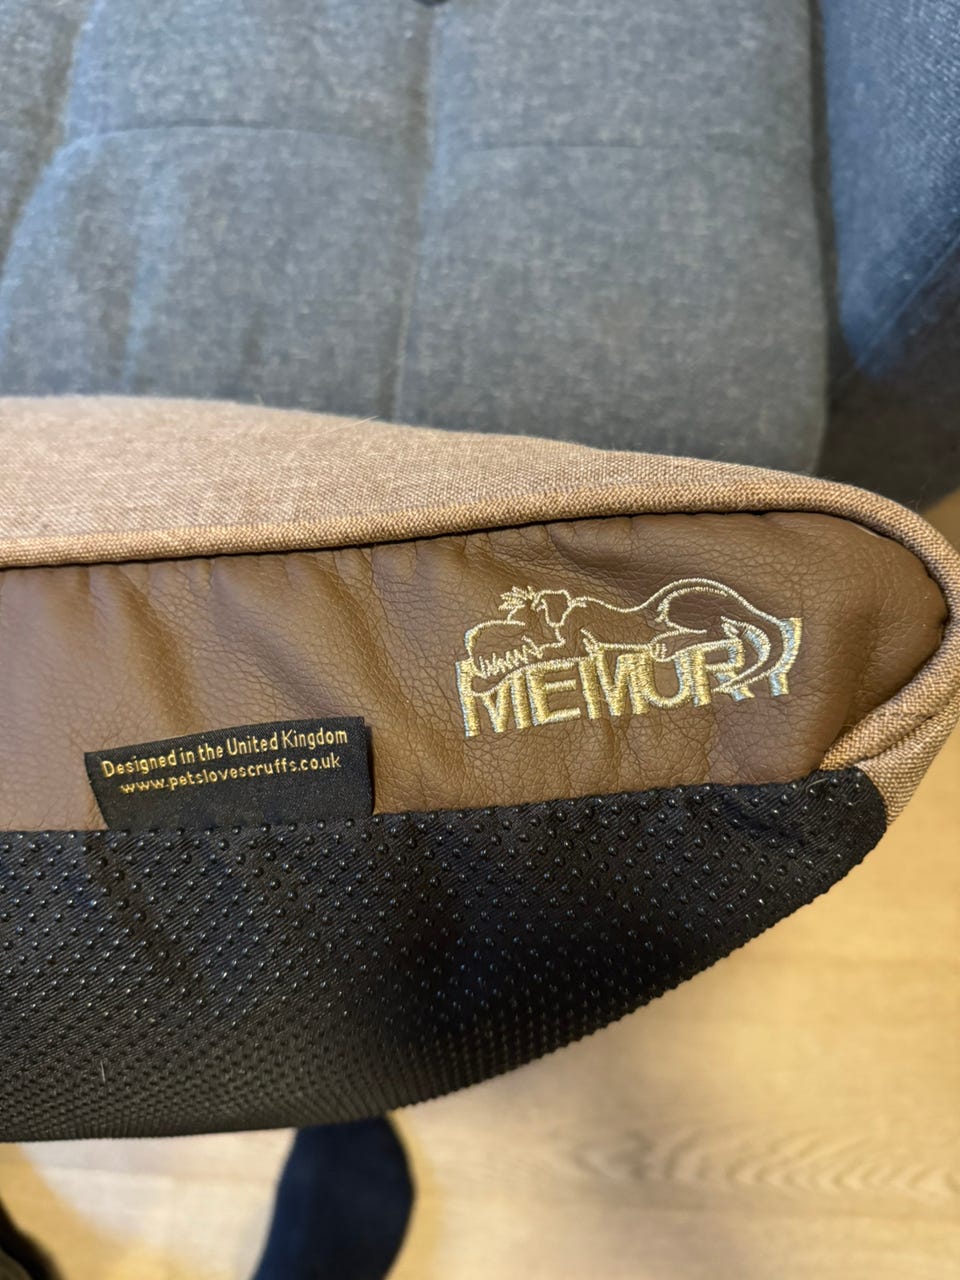 MEMORY
Designed in the United Kingdom
www.petslovescruffs.co.uk